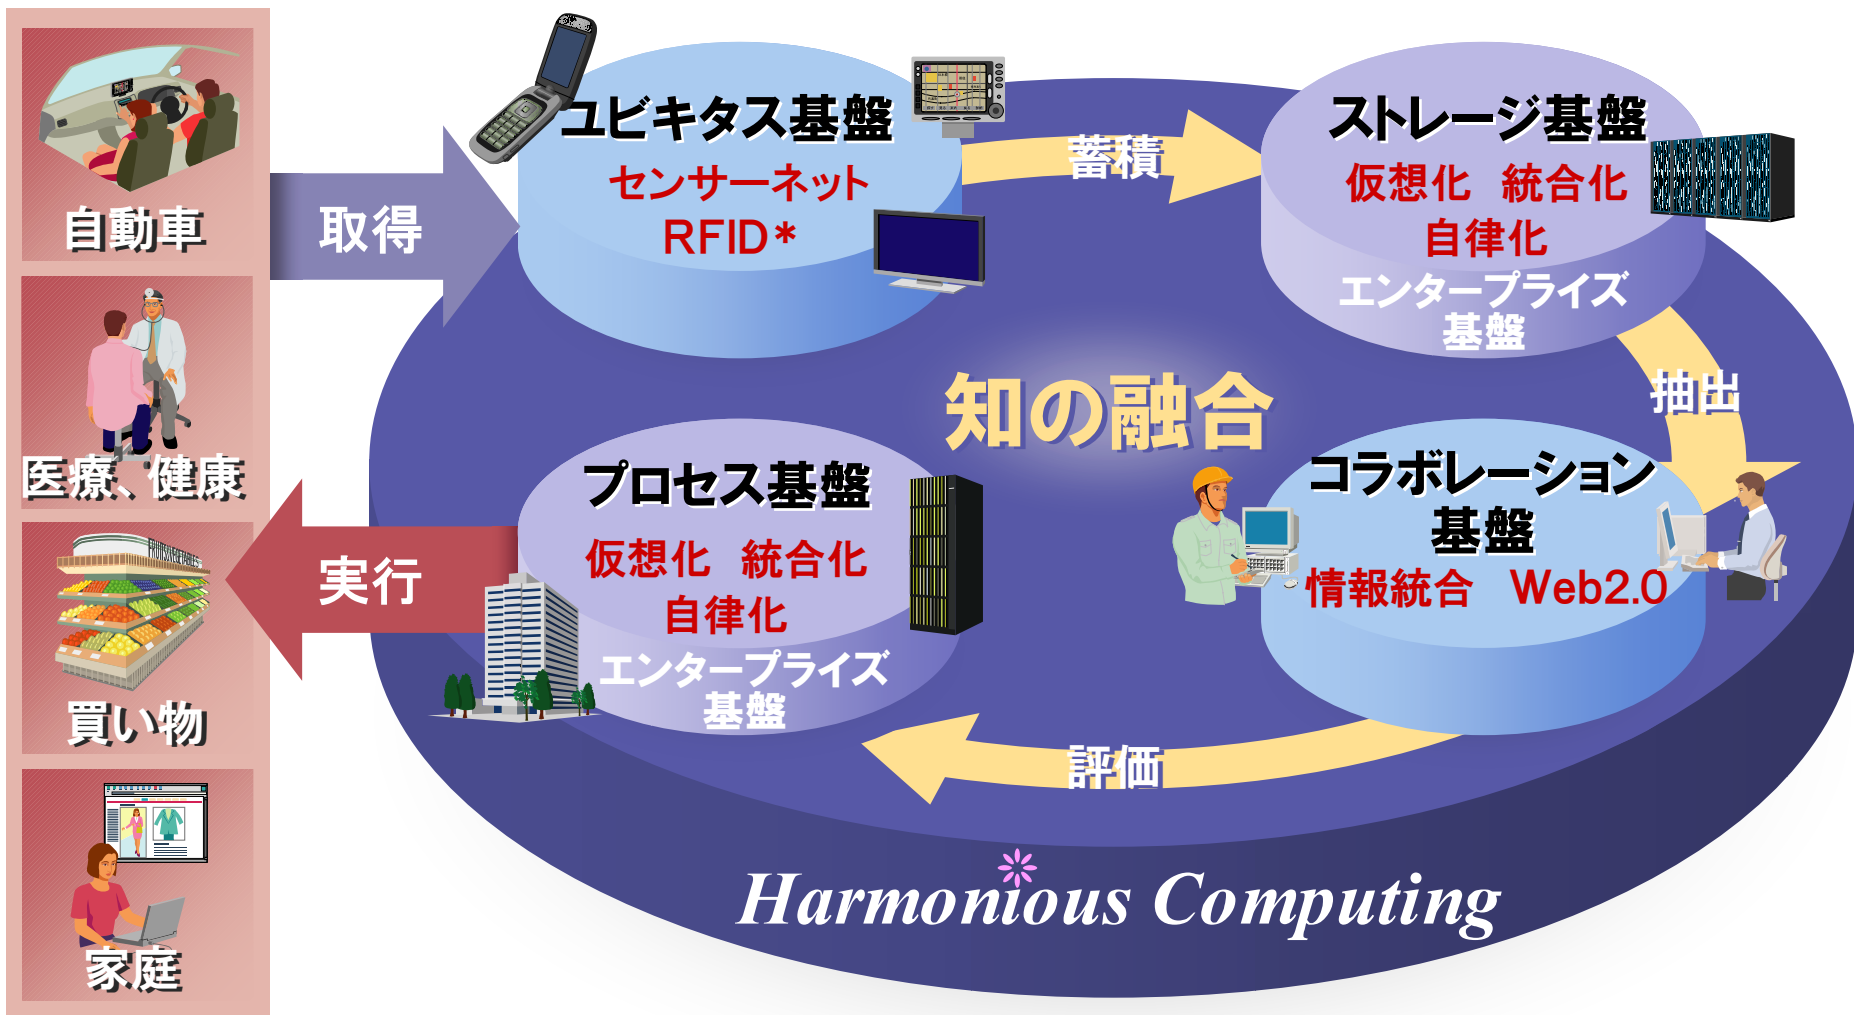 自動車
医療、健康
買い物
家庭
取得
実行
ユビキタス基盤
センサーネット
RFID*
蓄積
ストレージ基盤
仮想化　統合化
自律化
エンタープライズ
基盤
抽出
知の融合
コラボレーション
基盤
情報統合　Web2.0
評価
プロセス基盤
仮想化　統合化
自律化
エンタープライズ
基盤
Harmonious Computing